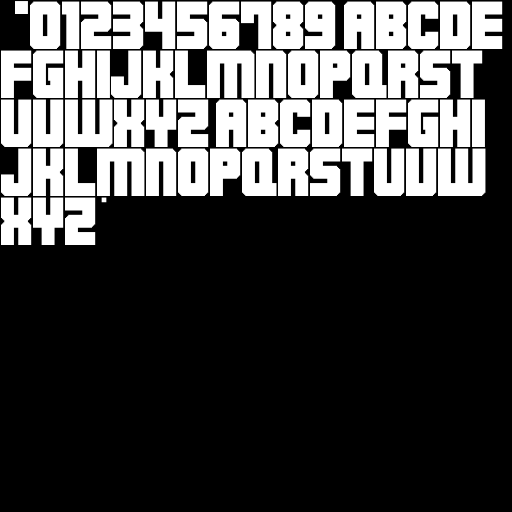 '0123456789 ABCDE
FGHIJKLMNOPQRST
UVWXYZ ABCDEFGHI
JKLMNOPQRSTUVW
XYZ